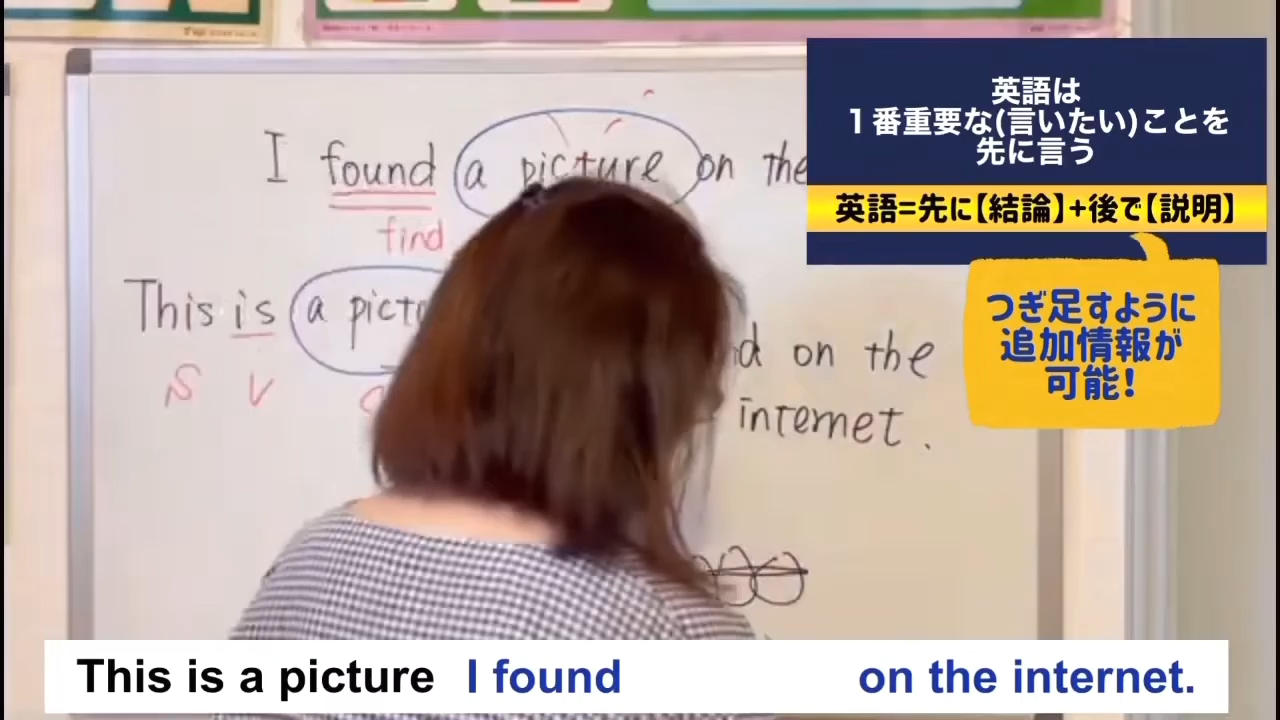 英語は
１番重要な(言いたい)ことを
先に言う
英語=先に【結論】+後で【説明】
つぎ足すように
追加情報が
可能!
I found a picture on the
find
This is a pict
S V
on the
internet.
This is a picture I found on the internet.